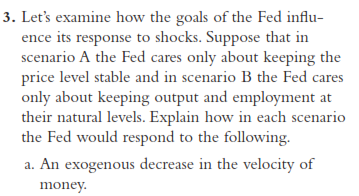 3. Let's examine how the goals of the Fed influ-
ence its response to shocks. Suppose that in
scenario A the Fed cares only about keeping the
price level stable and in scenario B the Fed cares
only about keeping output and employment at
their natural levels. Explain how in each scenario
the Fed would respond to the following.
a. An exogenous decrease in the velocity of
money.